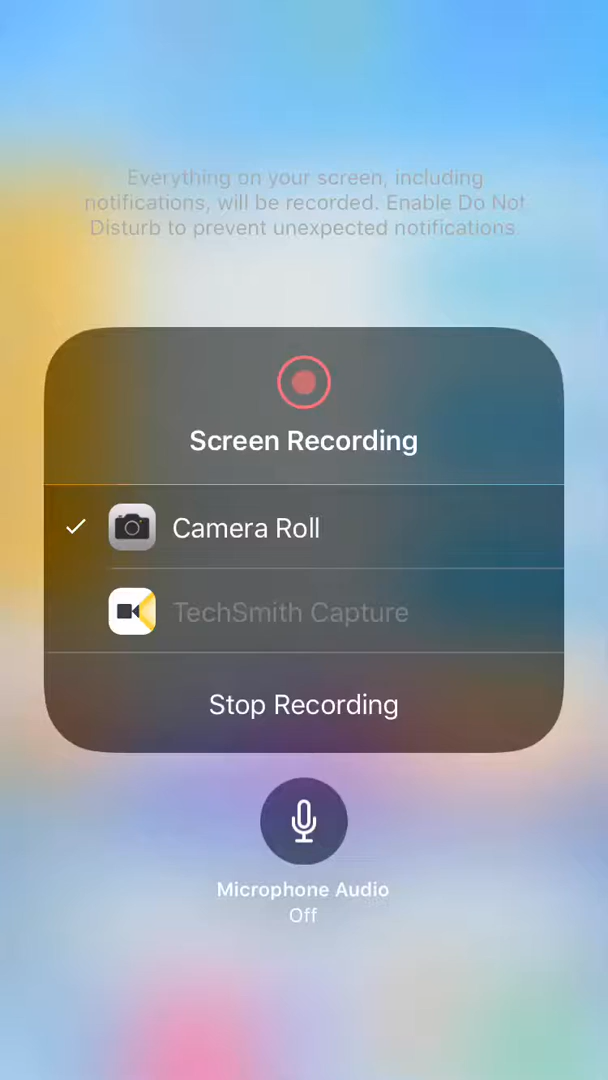 Everything on your screen, including
notifications, will be recorded. Enable Do Not
Disturb to prevent unexpected notifications.
Screen Recording
Camera Roll
TechSmith Capture
Stop Recording
Microphone Audio
Off